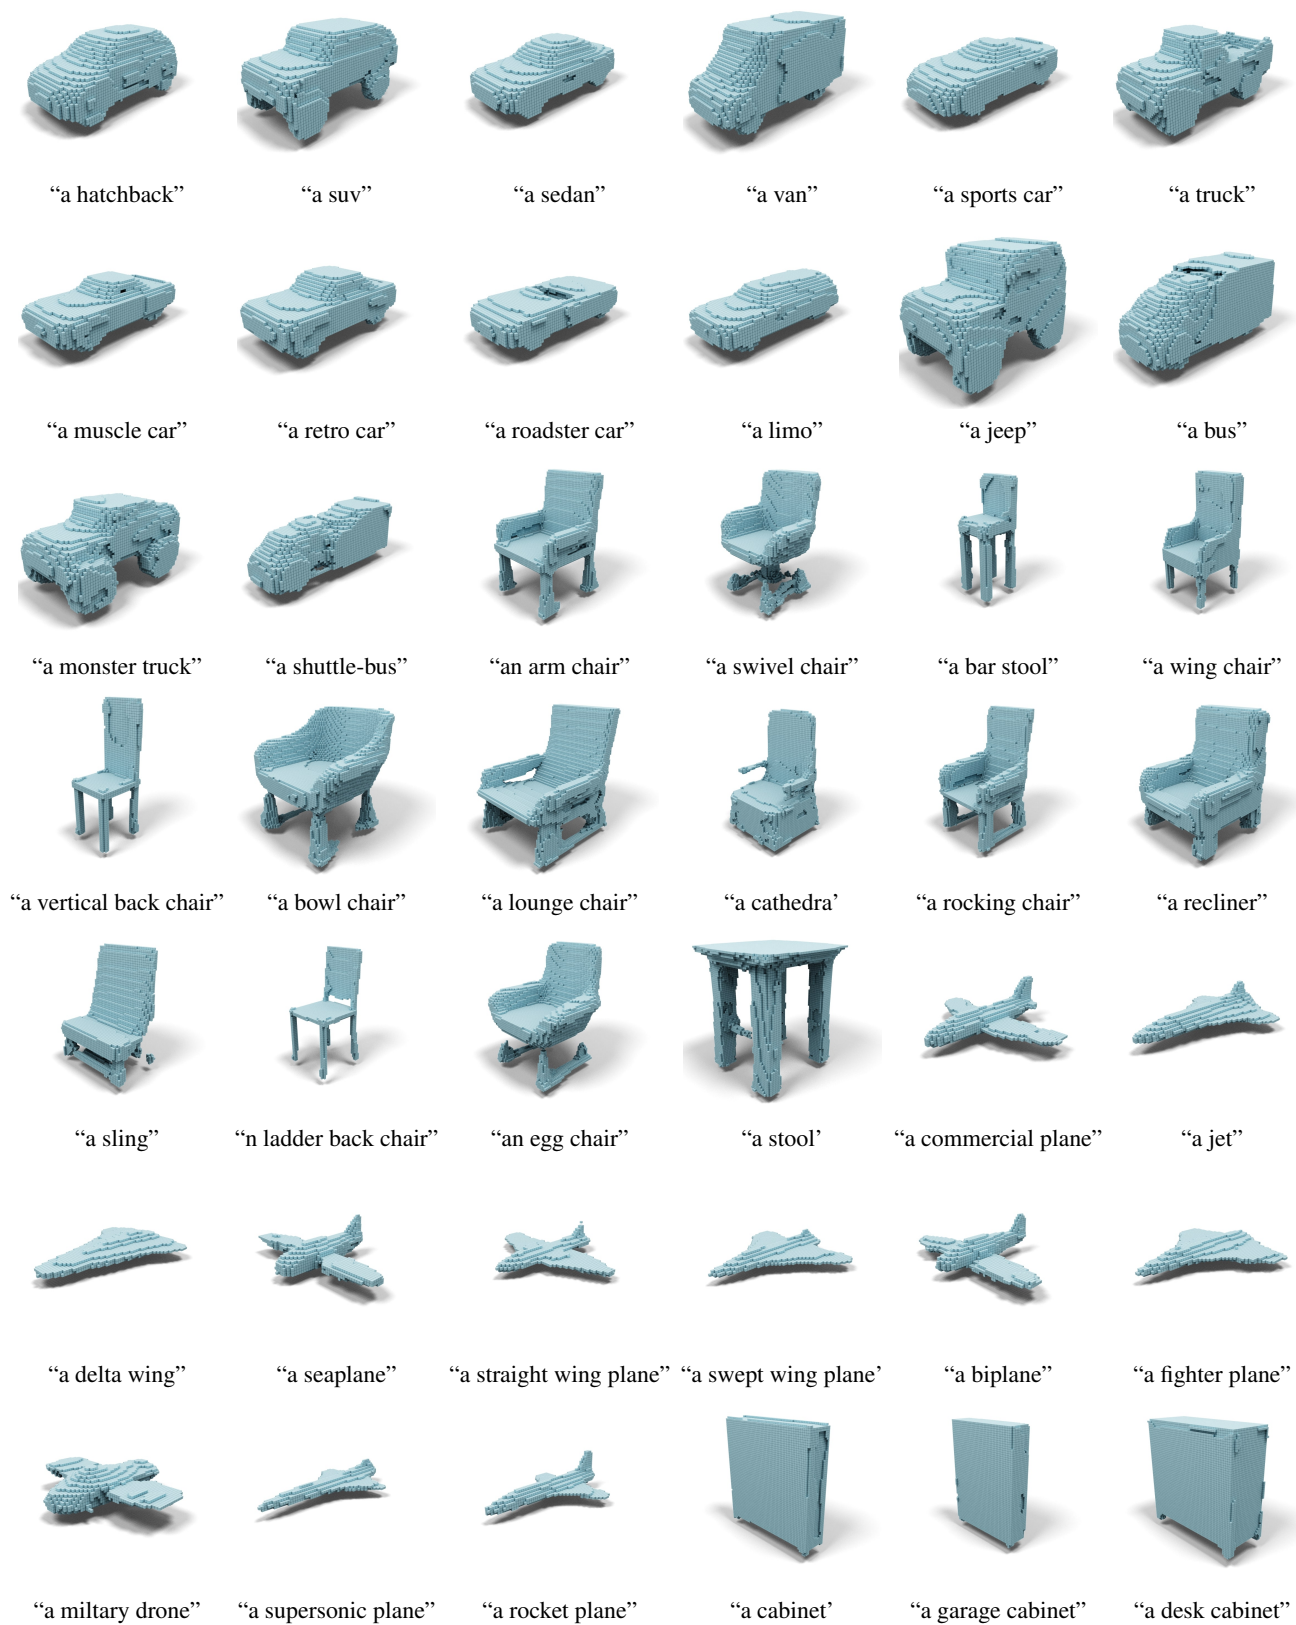 “a hatchback” “a suv” “a sedan” “a van” “a sports car” “a truck”
“a muscle car” “a retro car” “a roadster car” “a limo” “a jeep” “a bus”
“a monster truck” “a shuttle-bus” “an arm chair” “a swivel chair” “a bar stool” “a wing chair”
“a vertical back chair” “a bowl chair” “a lounge chair” “a cathedra’ “a rocking chair” “a recliner”
“a sling” “n ladder back chair” “an egg chair” “a stool’ “a commercial plane” “a jet”
“a delta wing” “a seaplane” “a straight wing plane” “a swept wing plane’ “a biplane” “a fighter plane”
“a miltary drone” “a supersonic plane” “a rocket plane” “a cabinet’ “a garage cabinet” “a desk cabinet”